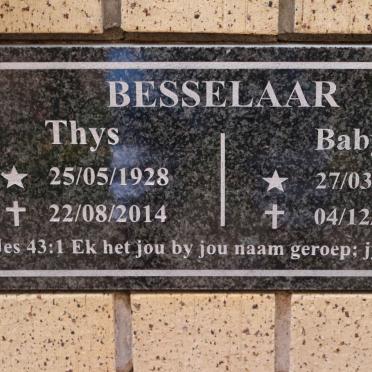 BESSELAAR
Thys
25/05/1928
22/08/2014
Bab
27/03
04/12
Jes 43:1 Ek het jou by jou naam geroep: j